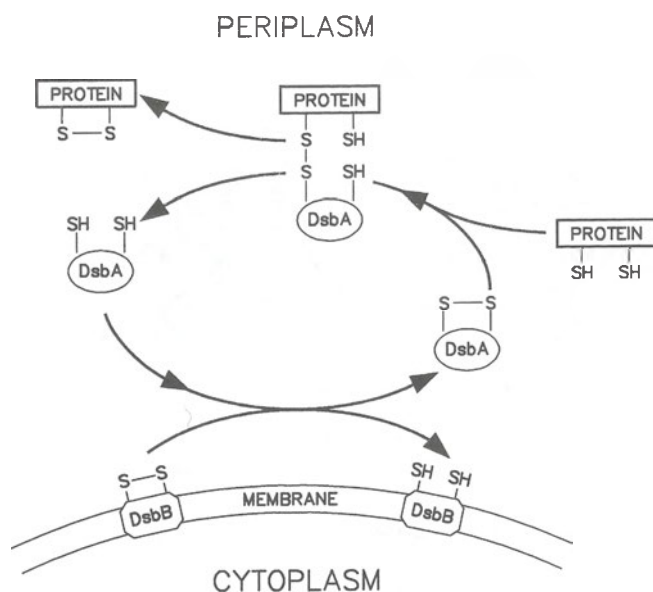 PERIPLASM
PROTEIN
S S
PROTEIN
S SH
S SH
DsbA
SH SH
DsbA
PROTEIN
SH SH
S S
DsbA
S S
DsbB
MEMBRANE
SH SH
DsbB
CYTOPLASM